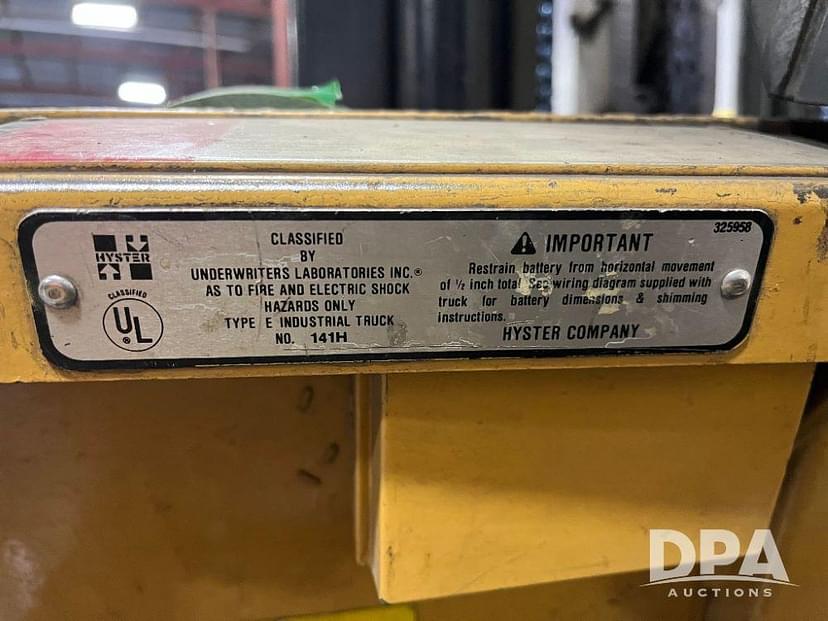 HYSTER
CLASSIFIED
UL
®
CLASSIFIED
BY
UNDERWRITERS LABORATORIES INC.®
AS TO FIRE AND ELECTRIC SHOCK
HAZARDS ONLY
TYPE E INDUSTRIAL TRUCK
NO. 141H
325958
IMPORTANT
Restrain battery from horizontal movement
of ½ inch total. See wiring diagram supplied with
truck for battery dimensions & shimming
instructions.
HYSTER COMPANY
DPA
AUCTIONS